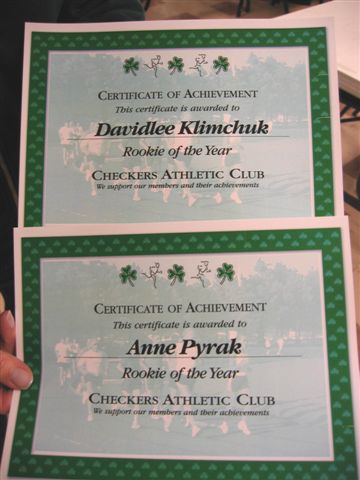 CERTIFICATE OF ACHIEVEMENT
This certificate is awarded to
Davidlee Klimchuk
Rookie of the Year
CHECKERS ATHLETIC CLUB
We support our members and their achievements
CERTIFICATE OF ACHIEVEMENT
This certificate is awarded to
Anne Pyrak
Rookie of the Year
CHECKERS ATHLETIC CLUB
We support our members and their achievements